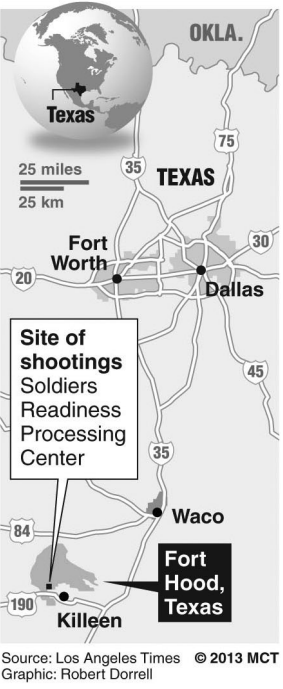 OKLA.
Texas
75
35
TEXAS
25 miles
25 km
30
Fort
Worth
20
Dallas
Site of
shootings
Soldiers
Readiness
Processing
Center
45
35
Waco
84
Fort
Hood,
Texas
190
Killeen
Source: Los Angeles Times © 2013 MCT
Graphic: Robert Dorrell